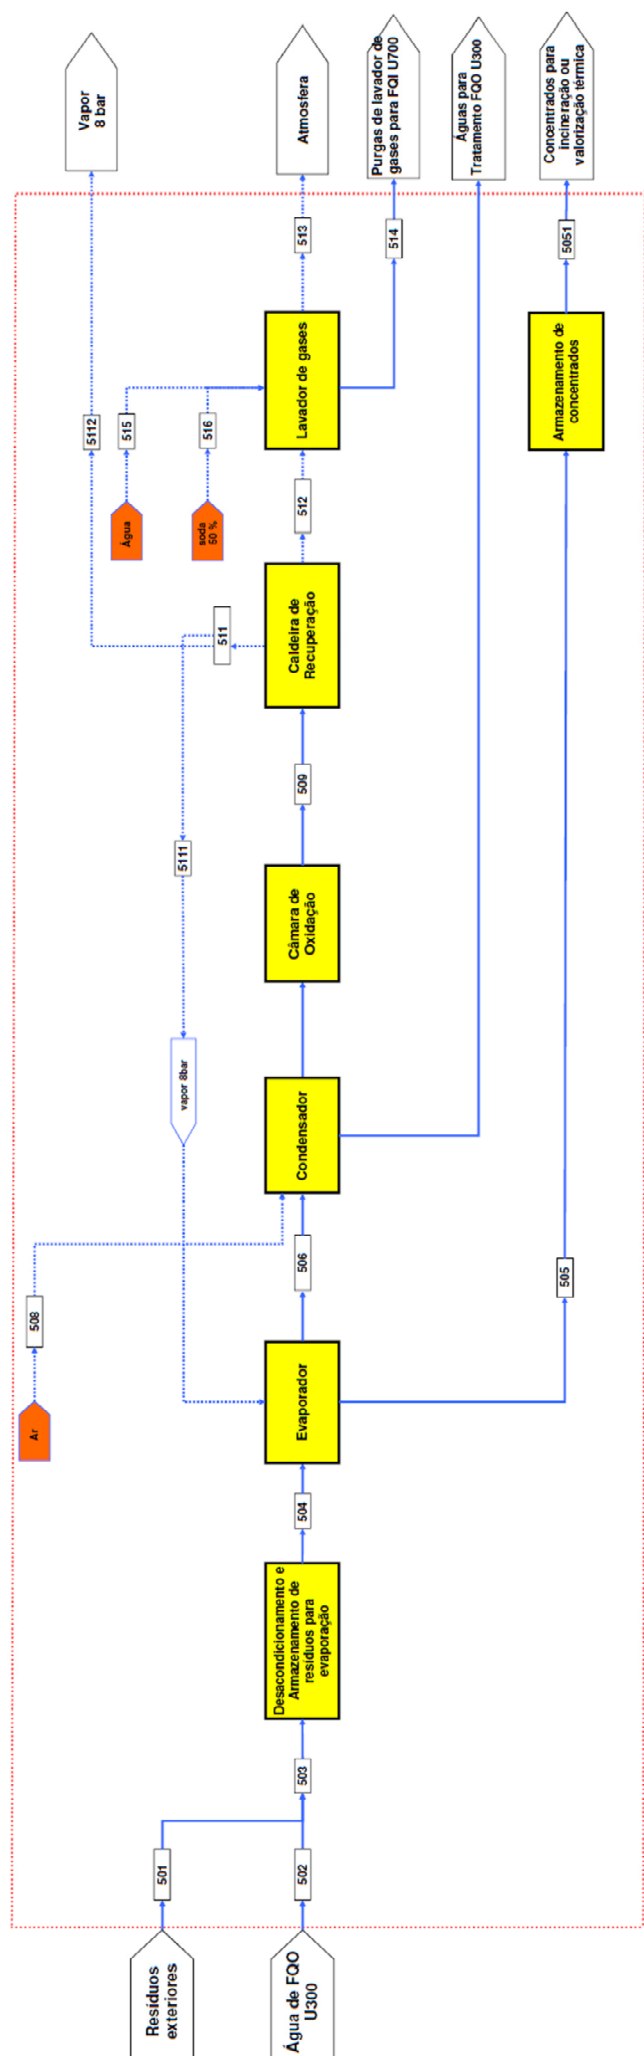 Resíduos
exteriores
501
Água de FQO
U300
502
503
Desacondicionamento e
Armazenamento de
resíduos para
evaporação
504
Ar
508
Evaporador
506
505
Condensador
vapor 8bar
5111
Câmara de
Oxidação
509
Caldeira de
Recuperação
511
5112
Vapor
8 bar
512
Água
515
soda
50 %
516
Lavador de gases
513
Atmosfera
514
Purgas de lavador de
gases para FQI U700
Águas para
Tratamento FQO U300
Armazenamento de
concentrados
5051
Concentrados para
incineração ou
valorização térmica